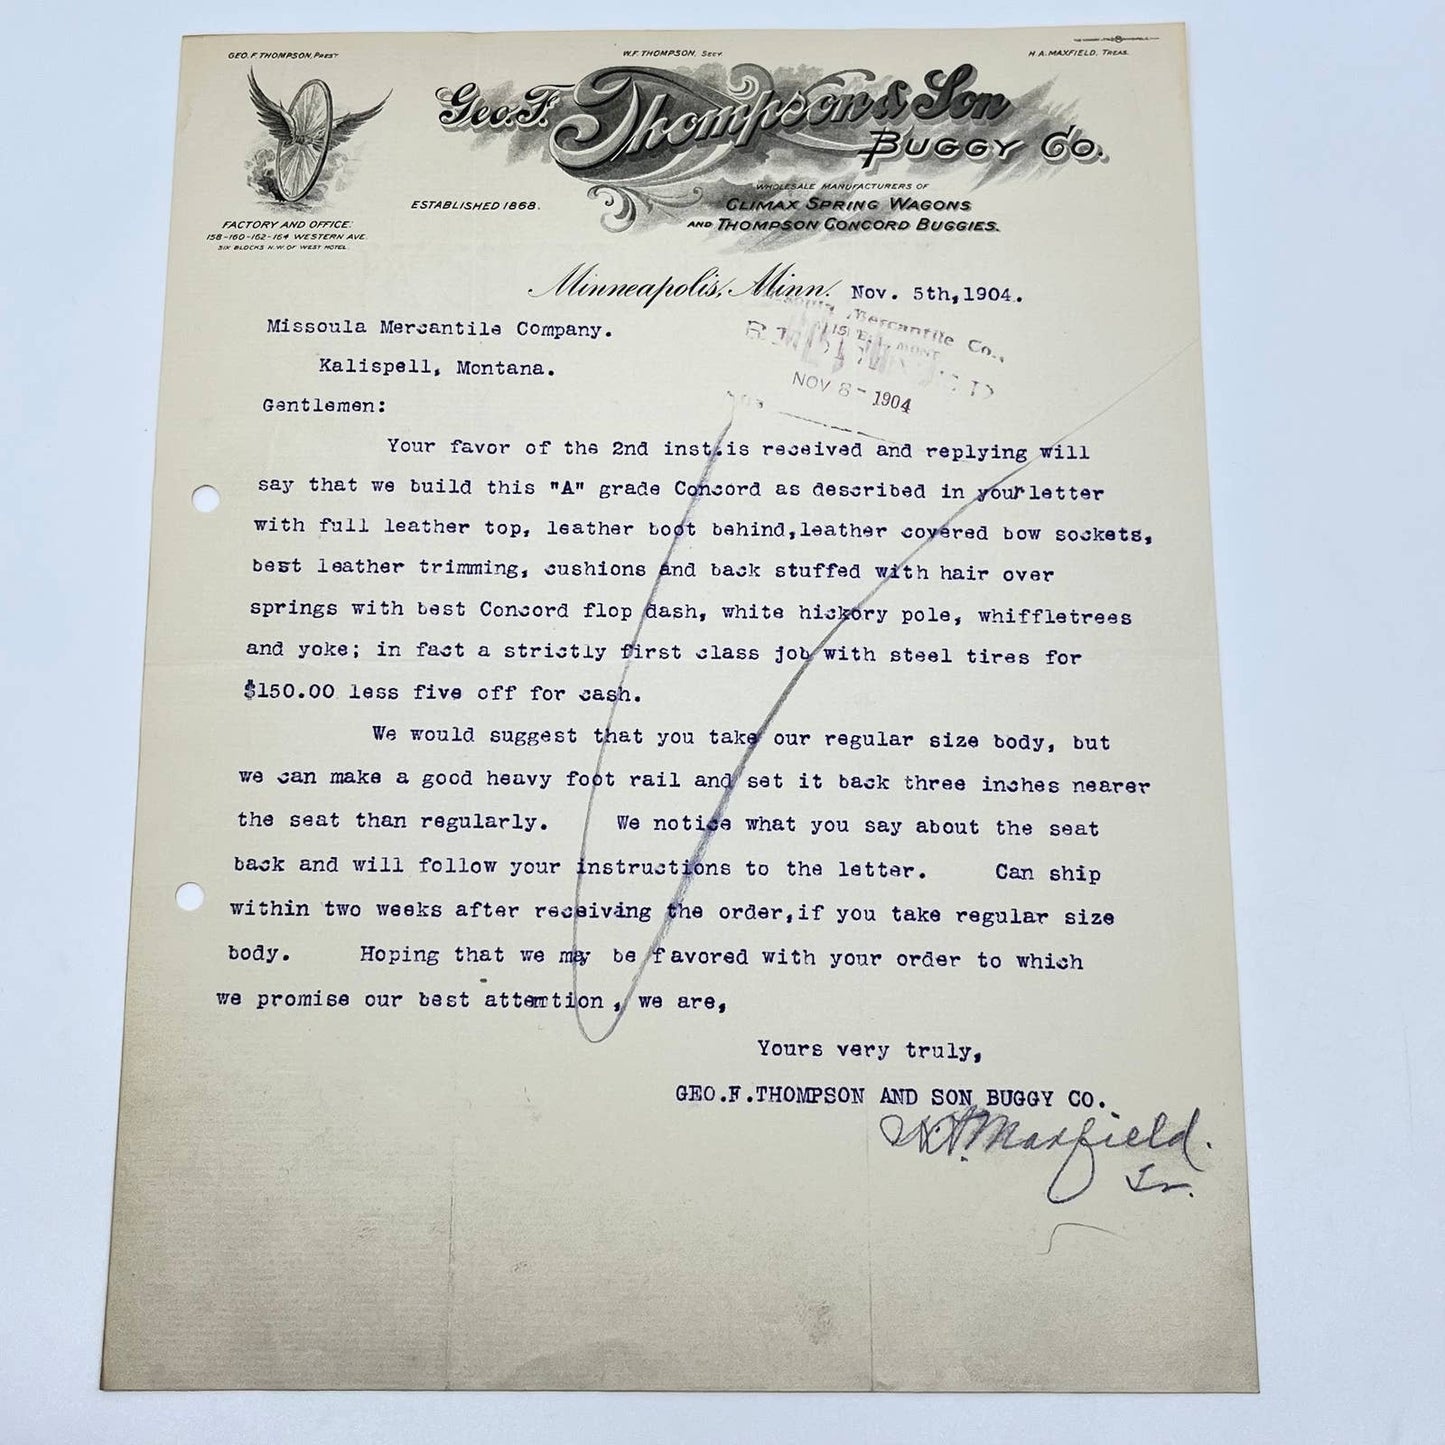 GEO. F. THOMPSON, PREST
W.F. THOMPSON, SECY.
H.A. MAXFIELD, TREAS.
Geo. F. Thompson & Son
BUGGY CO.
WHOLESALE MANUFACTURERS OF
CLIMAX SPRING WAGONS
AND THOMPSON CONCORD BUGGIES.
ESTABLISHED 1868.
FACTORY AND OFFICE:
158-160-162-164 WESTERN AVE.
SIX BLOCKS N.W. OF WEST HOTEL.
Minneapolis, Minn. Nov. 5th,1904.
Missoula Mercantile Company.
Mercantile Co.,
Kalispell, Montana.
NOV 8- 1904
Gentlemen:
Your favor of the 2nd inst.is received and replying will
say that we build this "A" grade Concord as described in your letter
with full leather top, leather boot behind,leather covered bow sockets,
best leather trimming, cushions and back stuffed with hair over
springs with best Concord flop dash, white hickory pole, whiffletrees
and yoke; in fact a strictly first class job with steel tires for
$150.00 less five off for cash.
We would suggest that you take our regular size body, but
we can make a good heavy foot rail and set it back three inches nearer
the seat than regularly. We notice what you say about the seat
back and will follow your instructions to the letter. Can ship
within two weeks after receiving the order,if you take regular size
body. Hoping that we may be favored with your order to which
we promise our best attention, we are,
Yours very truly,
GEO.F.THOMPSON AND SON BUGGY CO.
H.A. Maxfield.
Tr.